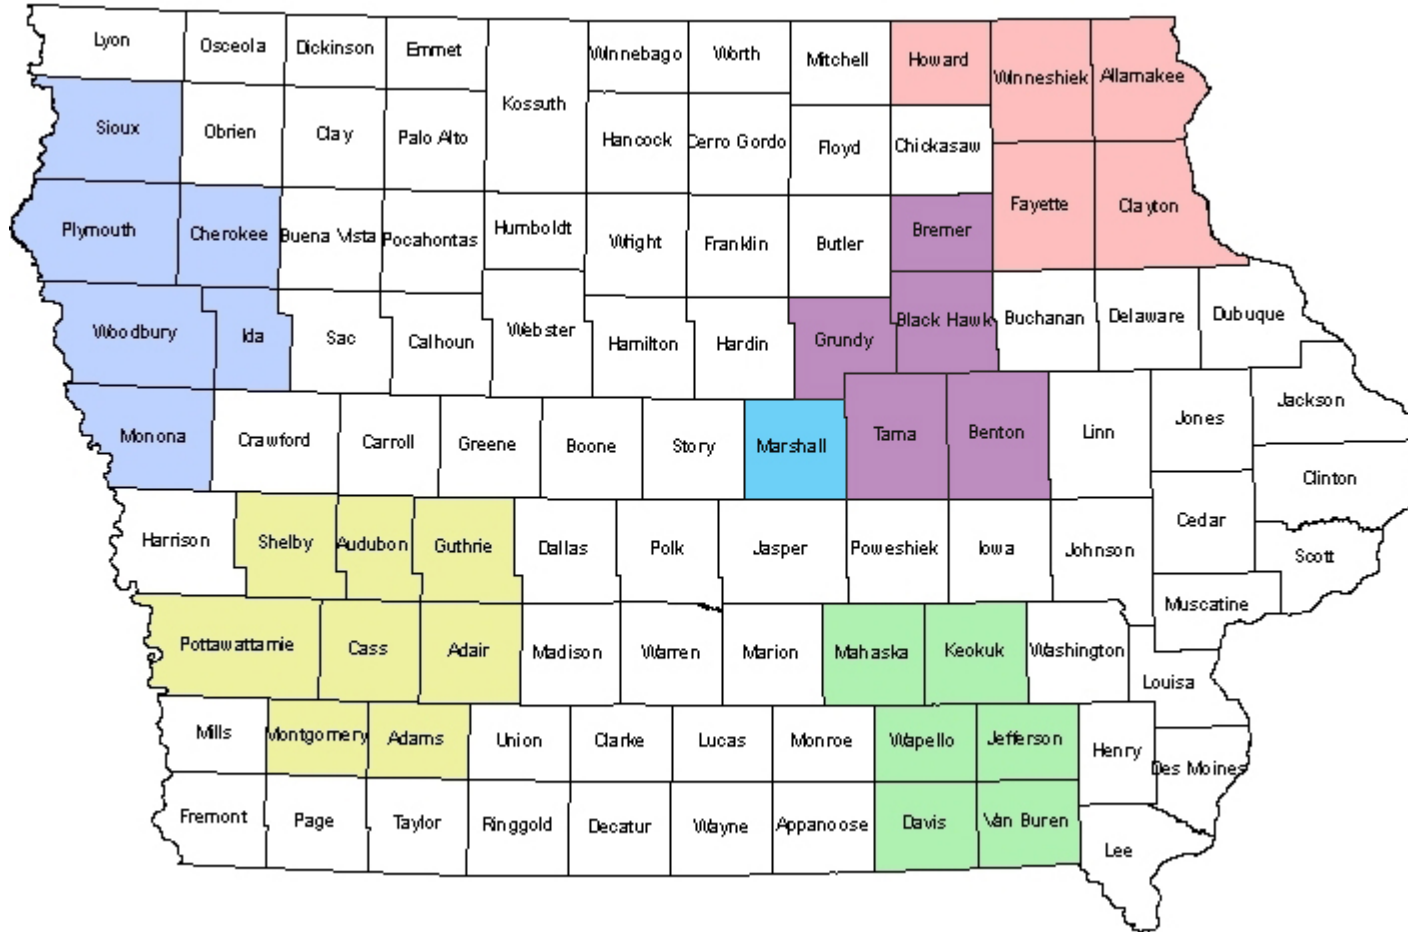 Lyon
Osceola
Dickinson
Emmet
Kossuth
Winnebago
Worth
Mitchell
Howard
Winneshiek
Allamakee
Sioux
Obrien
Clay
Palo Alto
Hancock
Cerro Gordo
Floyd
Chickasaw
Fayette
Clayton
Plymouth
Cherokee
Buena Vista
Pocahontas
Humboldt
Wright
Franklin
Butler
Bremer
Woodbury
Ida
Sac
Calhoun
Webster
Hamilton
Hardin
Grundy
Black Hawk
Buchanan
Delaware
Dubuque
Monona
Crawford
Carroll
Greene
Boone
Story
Marshall
Tama
Benton
Linn
Jones
Jackson
Clinton
Harrison
Shelby
Audubon
Guthrie
Dallas
Polk
Jasper
Poweshiek
Iowa
Johnson
Cedar
Scott
Muscatine
Pottawattamie
Cass
Adair
Madison
Warren
Marion
Mahaska
Keokuk
Washington
Louisa
Mills
Montgomery
Adams
Union
Clarke
Lucas
Monroe
Wapello
Jefferson
Henry
Des Moines
Fremont
Page
Taylor
Ringgold
Decatur
Wayne
Appanoose
Davis
Van Buren
Lee